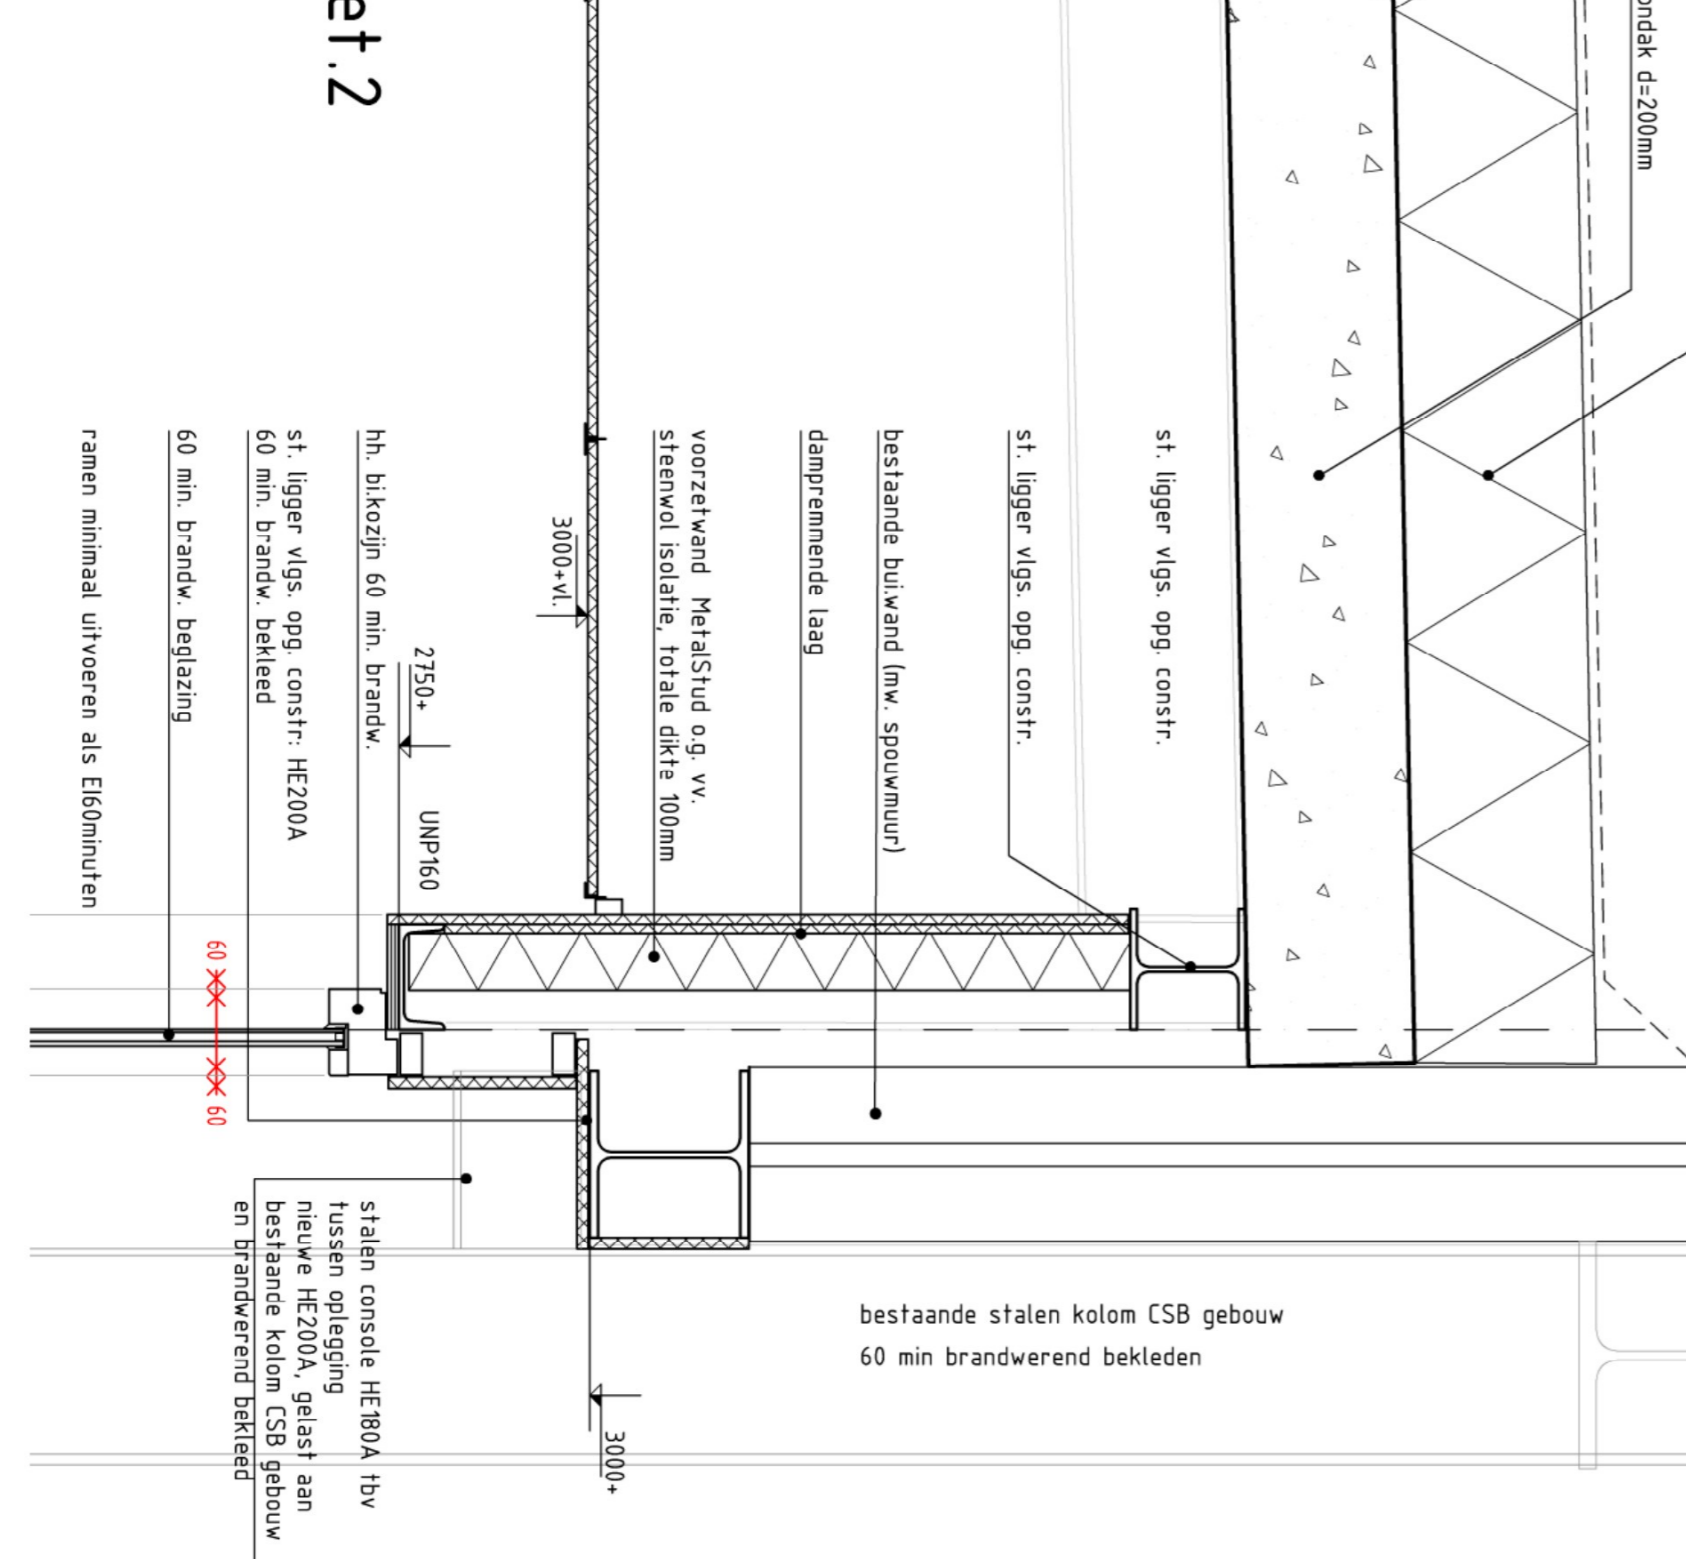 et.2
ondak d=200mm
st. ligger vlgs. opg. constr.
st. ligger vlgs. opg. constr.
bestaande bui.wand (mw. spouwmuur)
dampremmende laag
voorzetwand MetalStud o.g. vv.
steenwol isolatie, totale dikte 100mm
3000+vl.
2750+
UNP160
hh. bi.kozijn 60 min. brandw.
st. ligger vlgs. opg. constr: HE200A
60 min. brandw. bekleed
60 min. brandw. beglazing
ramen minimaal uitvoeren als EI60minuten
60
60
stalen console HE180A tbv
tussen oplegging
nieuwe HE200A, gelast aan
bestaande kolom CSB gebouw
en brandwerend bekleed
3000+
bestaande stalen kolom CSB gebouw
60 min brandwerend bekleden